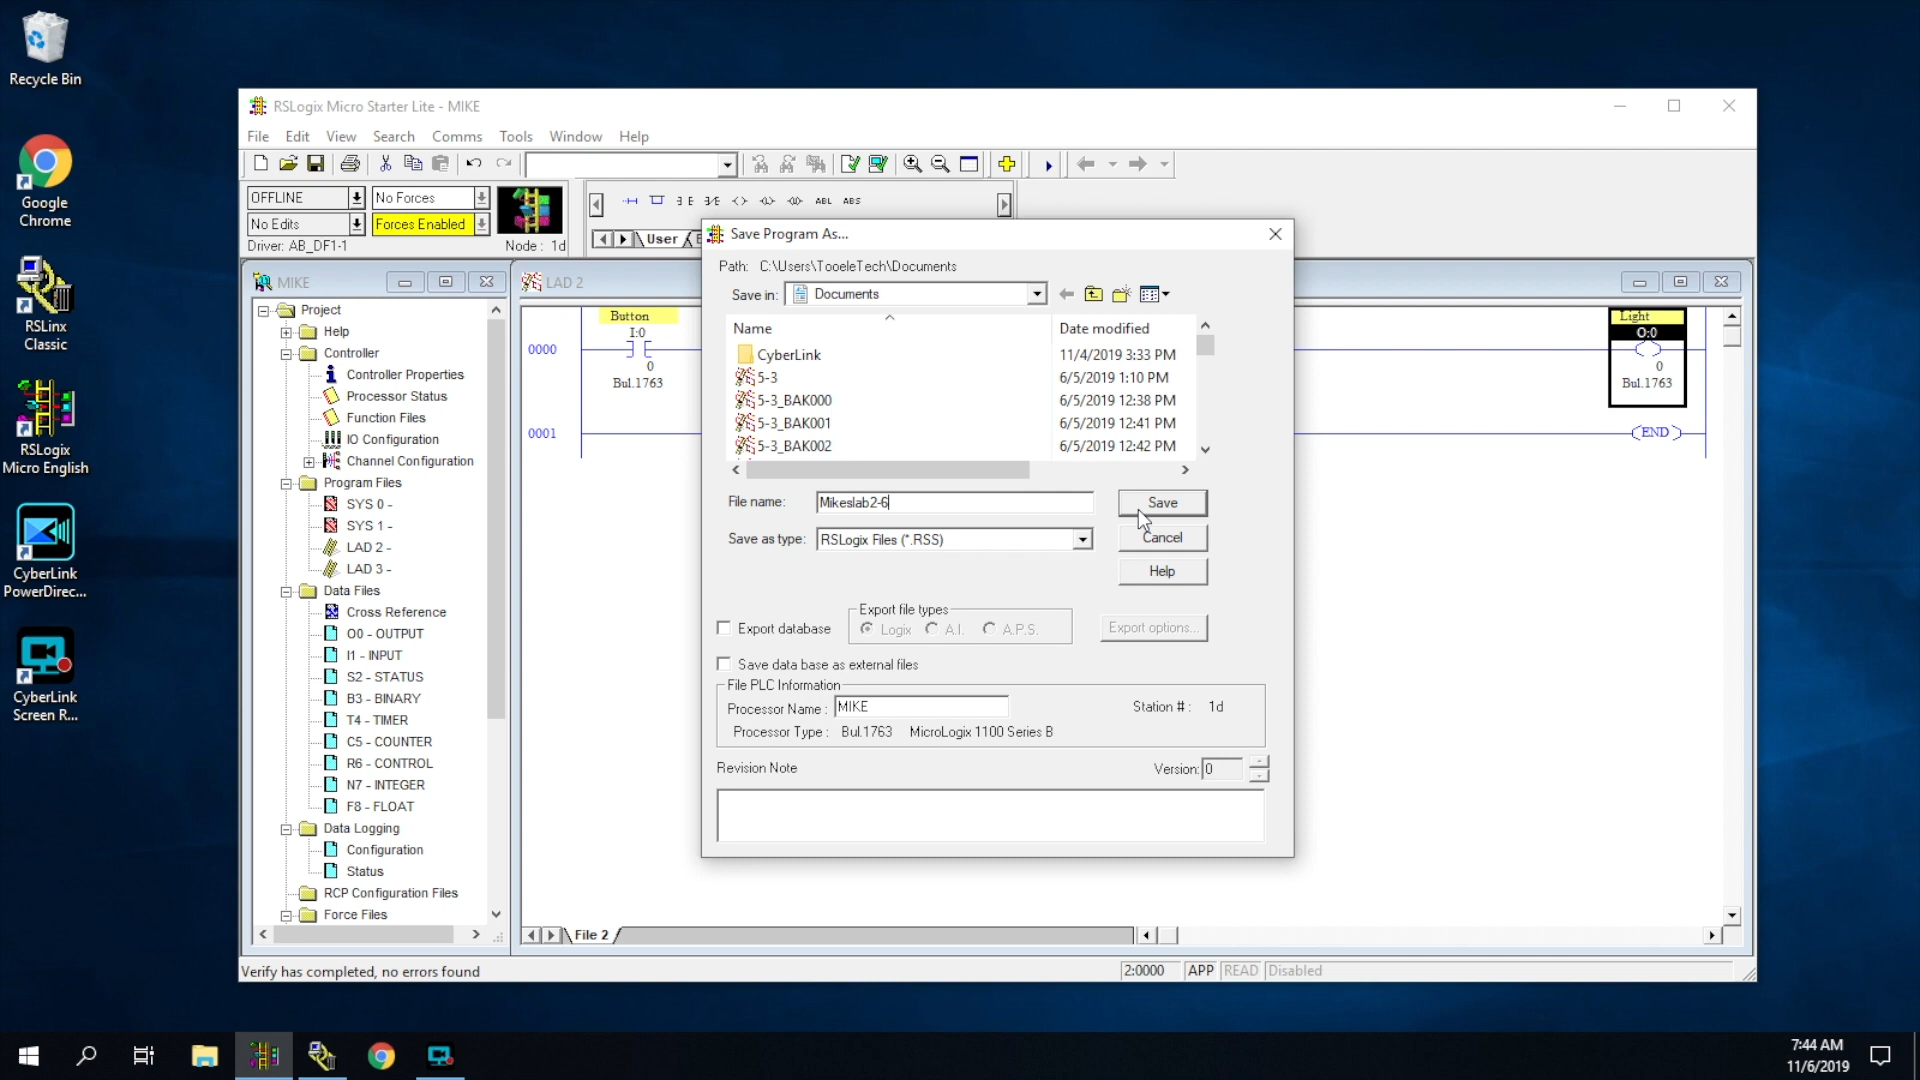 Recycle Bin
Google
Chrome
RSLinx
Classic
RSLogix
Micro English
CyberLink
PowerDirec...
CyberLink
Screen R...
RSLogix Micro Starter Lite - MIKE
File Edit View Search Comms Tools Window Help
OFFLINE No Forces
No Edits Forces Enabled
Driver: AB_DF1-1 Node : 1d
ABL ABS
User
MIKE
Project
Help
Controller
Controller Properties
Processor Status
Function Files
IO Configuration
Channel Configuration
Program Files
SYS 0 -
SYS 1 -
LAD 2 -
LAD 3 -
Data Files
Cross Reference
O0 - OUTPUT
I1 - INPUT
S2 - STATUS
B3 - BINARY
T4 - TIMER
C5 - COUNTER
R6 - CONTROL
N7 - INTEGER
F8 - FLOAT
Data Logging
Configuration
Status
RCP Configuration Files
Force Files
LAD 2
Button
I:0
0000
0
Bul.1763
0001
Light
O:0
0
Bul.1763
END
File 2
Save Program As...
Path: C:\Users\TooeleTech\Documents
Save in: Documents
Name Date modified
CyberLink 11/4/2019 3:33 PM
5-3 6/5/2019 1:10 PM
5-3_BAK000 6/5/2019 12:38 PM
5-3_BAK001 6/5/2019 12:41 PM
5-3_BAK002 6/5/2019 12:42 PM
File name: Mikeslab2-6 Save
Save as type: RSLogix Files (*.RSS) Cancel
Help
Export file types
Export database Logix A.I. A.P.S. Export options...
Save data base as external files
File PLC Information
Processor Name : MIKE Station # : 1d
Processor Type : Bul.1763 MicroLogix 1100 Series B
Revision Note Version: 0
Verify has completed, no errors found 2:0000 APP READ Disabled
7:44 AM
11/6/2019